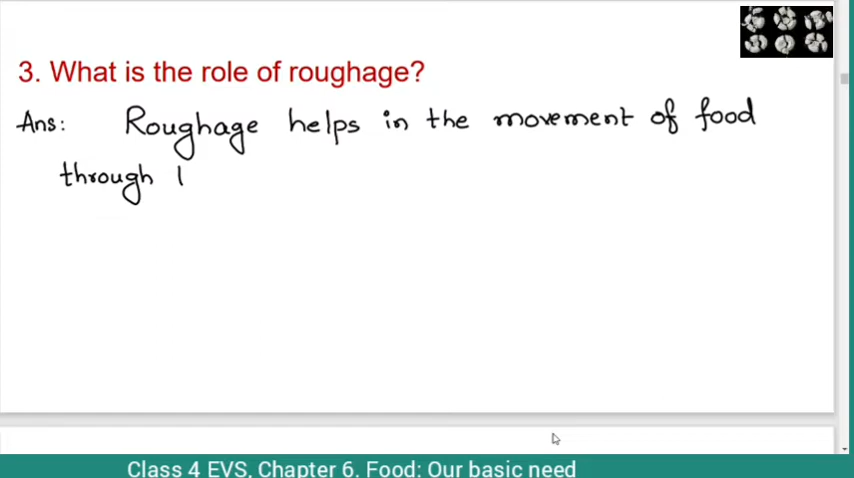 3. What is the role of roughage?
Ans: Roughage helps in the movement of food
through
Class 4 EVS, Chapter 6. Food: Our basic need